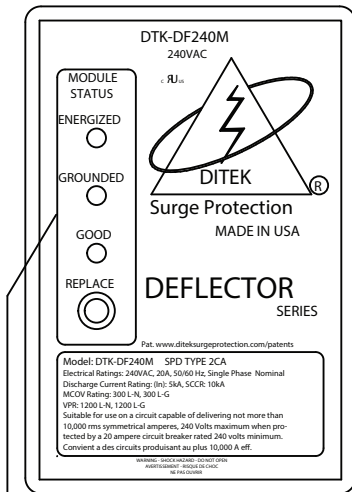 DTK-DF240M
240VAC
c RU us
MODULE
STATUS
ENERGIZED
GROUNDED
GOOD
REPLACE
DITEK
®
Surge Protection
MADE IN USA
DEFLECTOR
SERIES
Pat. www.diteksurgeprotection.com/patents
Model: DTK-DF240M SPD TYPE 2CA
Electrical Ratings: 240VAC, 20A, 50/60 Hz, Single Phase Nominal
Discharge Current Rating: (In): 5kA, SCCR: 10kA
MCOV Rating: 300 L-N, 300 L-G
VPR: 1200 L-N, 1200 L-G
Suitable for use on a circuit capable of delivering not more than
10,000 rms symmetrical amperes, 240 Volts maximum when pro-
tected by a 20 ampere circuit breaker rated 240 volts minimum.
Convient a des circuits produisant au plus 10,000 A eff.
WARNING - SHOCK HAZARD - DO NOT OPEN
AVERTISSEMENT - RISQUE DE CHOC
NE PAS OUVRIR